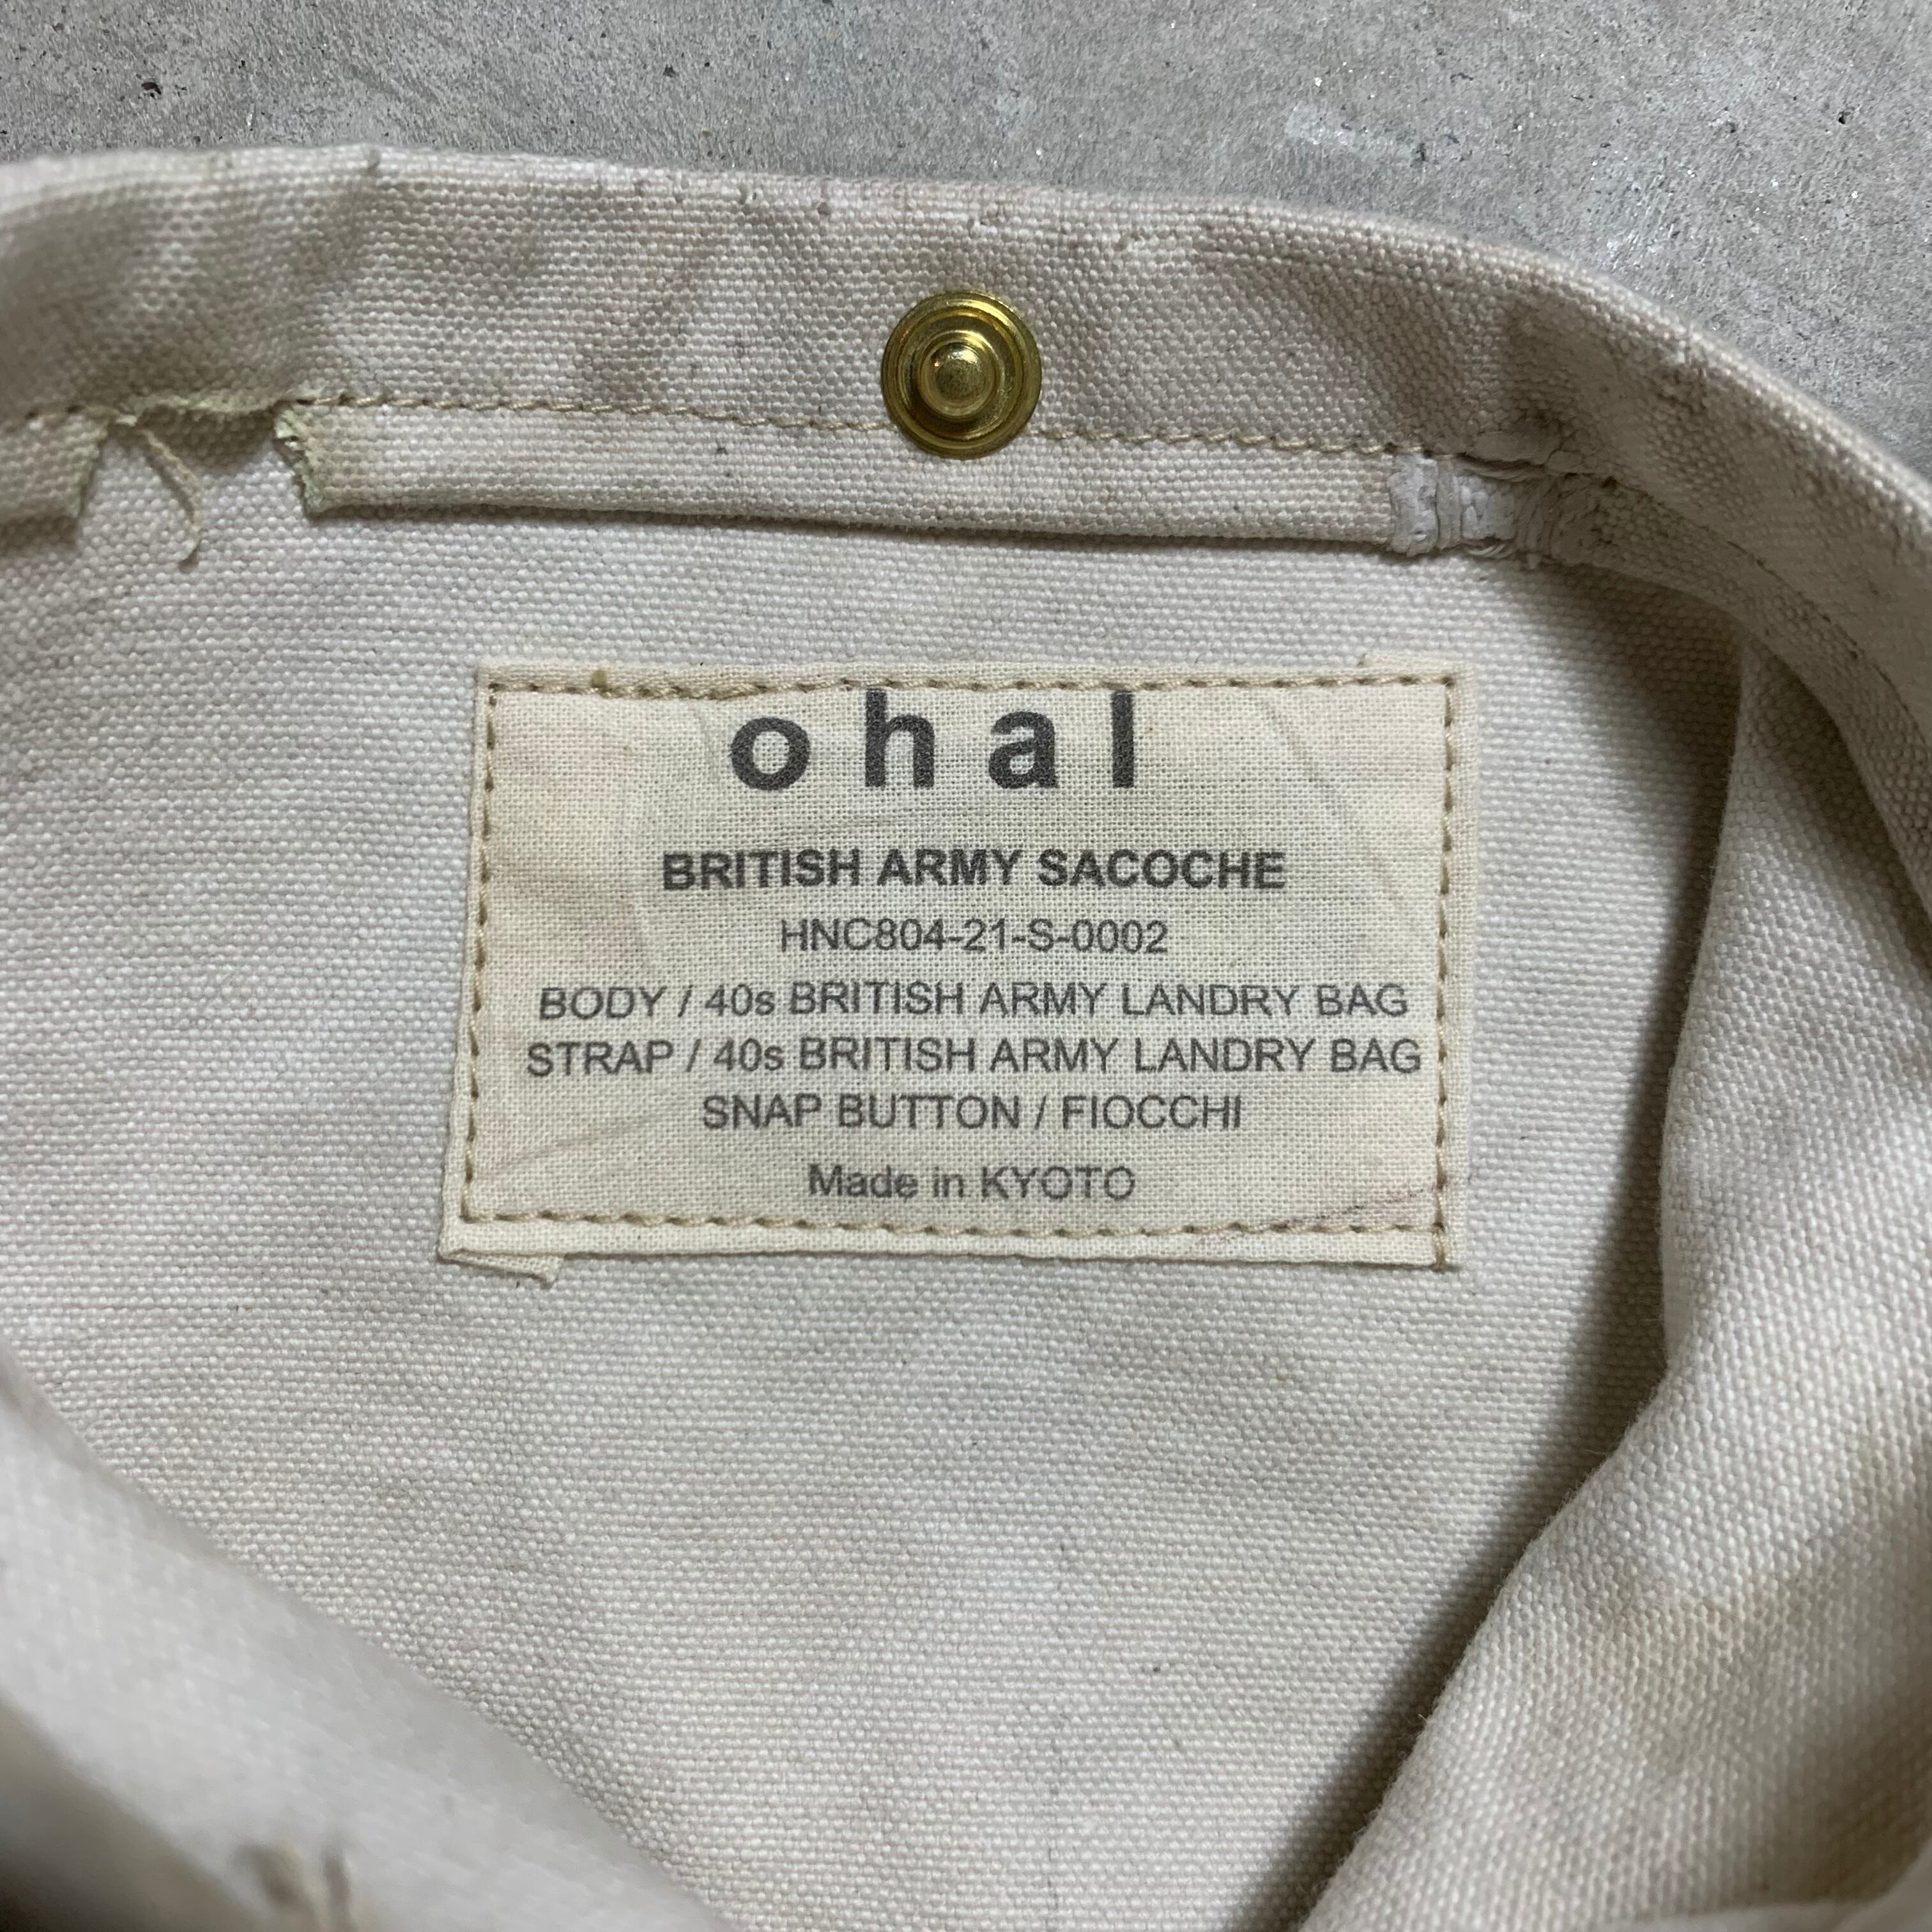 ohal
BRITISH ARMY SACOCHE
HNC804-21-S-0002
BODY / 40s BRITISH ARMY LANDRY BAG
STRAP / 40s BRITISH ARMY LANDRY BAG
SNAP BUTTON / FIOCCHI
Made in KYOTO